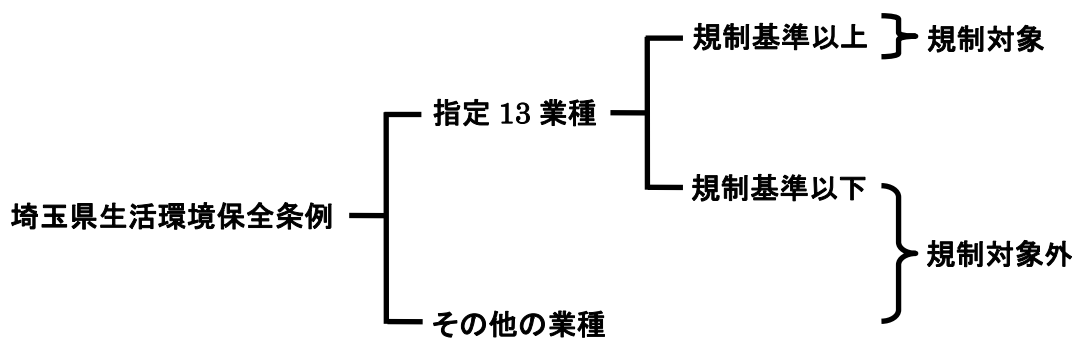 規制基準以上
規制対象
指定 13 業種
規制基準以下
埼玉県生活環境保全条例
規制対象外
その他の業種